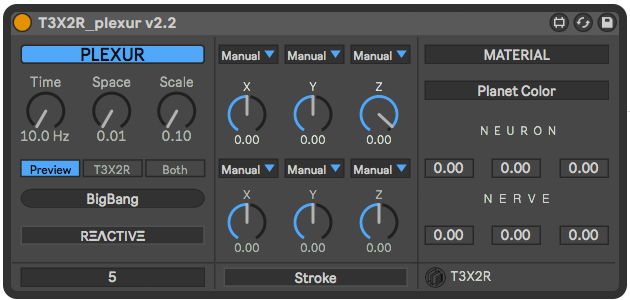 T3X2R_plexur v2.2
PLEXUR
Time Space Scale
10.0 Hz 0.01 0.10
Preview T3X2R Both
BigBang
REACTIVE
5
Manual Manual Manual
X Y Z
0.00 0.00 0.00
Manual Manual Manual
X Y Z
0.00 0.00 0.00
Stroke
MATERIAL
Planet Color
NEURON
0.00 0.00 0.00
NERVE
0.00 0.00 0.00
T3X2R